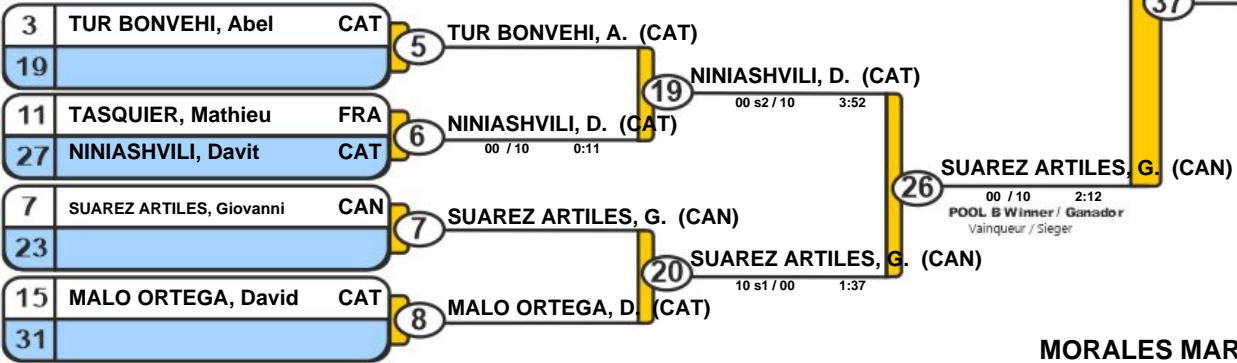 37
3 TUR BONVEHI, Abel CAT
19
5
TUR BONVEHI, A. (CAT)
11 TASQUIER, Mathieu FRA
27 NINIASHVILI, Davit CAT
6
NINIASHVILI, D. (CAT)
00 / 10 0:11
19
NINIASHVILI, D. (CAT)
00 s2 / 10 3:52
7 SUAREZ ARTILES, Giovanni CAN
23
7
SUAREZ ARTILES, G. (CAN)
15 MALO ORTEGA, David CAT
31
8
MALO ORTEGA, D. (CAT)
20
SUAREZ ARTILES, G. (CAN)
10 s1 / 00 1:37
26
SUAREZ ARTILES, G. (CAN)
00 / 10 2:12
POOL B Winner / Ganador
Vainqueur / Sieger
MORALES MAR